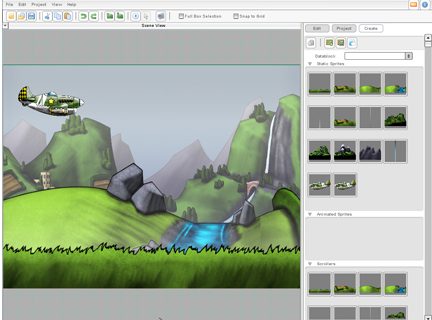 File Edit Project View Help
Full Box Selection Snap to Grid
Scene View
Edit Project Create
Datablock
Static Sprites
Animated Sprites
Scrollers